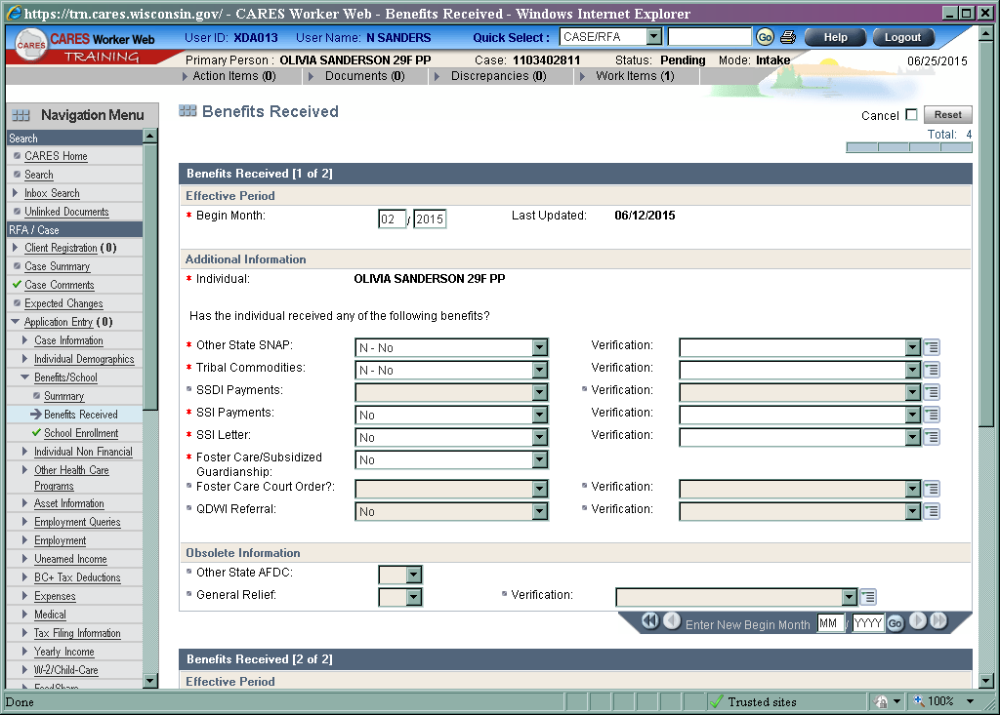 https://trn.cares.wisconsin.gov/ - CARES Worker Web - Benefits Received - Windows Internet Explorer
CARES CARES Worker Web TRAINING
User ID: XDA013 User Name: N SANDERS Quick Select : CASE/RFA Go Help Logout
Primary Person : OLIVIA SANDERSON 29F PP Case: 1103402811 Status: Pending Mode: Intake 06/25/2015
Action Items (0) Documents (0) Discrepancies (0) Work Items (1)
Navigation Menu
Search
CARES Home
Search
Inbox Search
Unlinked Documents
RFA / Case
Client Registration (0)
Case Summary
Case Comments
Expected Changes
Application Entry (0)
Case Information
Individual Demographics
Benefits/School
Summary
Benefits Received
School Enrollment
Individual Non Financial
Other Health Care
Programs
Asset Information
Employment Queries
Employment
Unearned Income
BC+ Tax Deductions
Expenses
Medical
Tax Filing Information
Yearly Income
W-2/Child-Care
FoodShare
Benefits Received
Cancel Reset
Total: 4
Benefits Received [1 of 2]
Effective Period
* Begin Month: 02 / 2015 Last Updated: 06/12/2015
Additional Information
* Individual: OLIVIA SANDERSON 29F PP
Has the individual received any of the following benefits?
* Other State SNAP: N - No Verification:
* Tribal Commodities: N - No Verification:
SSDI Payments: Verification:
* SSI Payments: No Verification:
* SSI Letter: No Verification:
* Foster Care/Subsidized
Guardianship: No
Foster Care Court Order?: Verification:
QDWI Referral: No Verification:
Obsolete Information
Other State AFDC:
General Relief: Verification:
Enter New Begin Month MM / YYYY Go
Benefits Received [2 of 2]
Effective Period
Done Trusted sites 100%